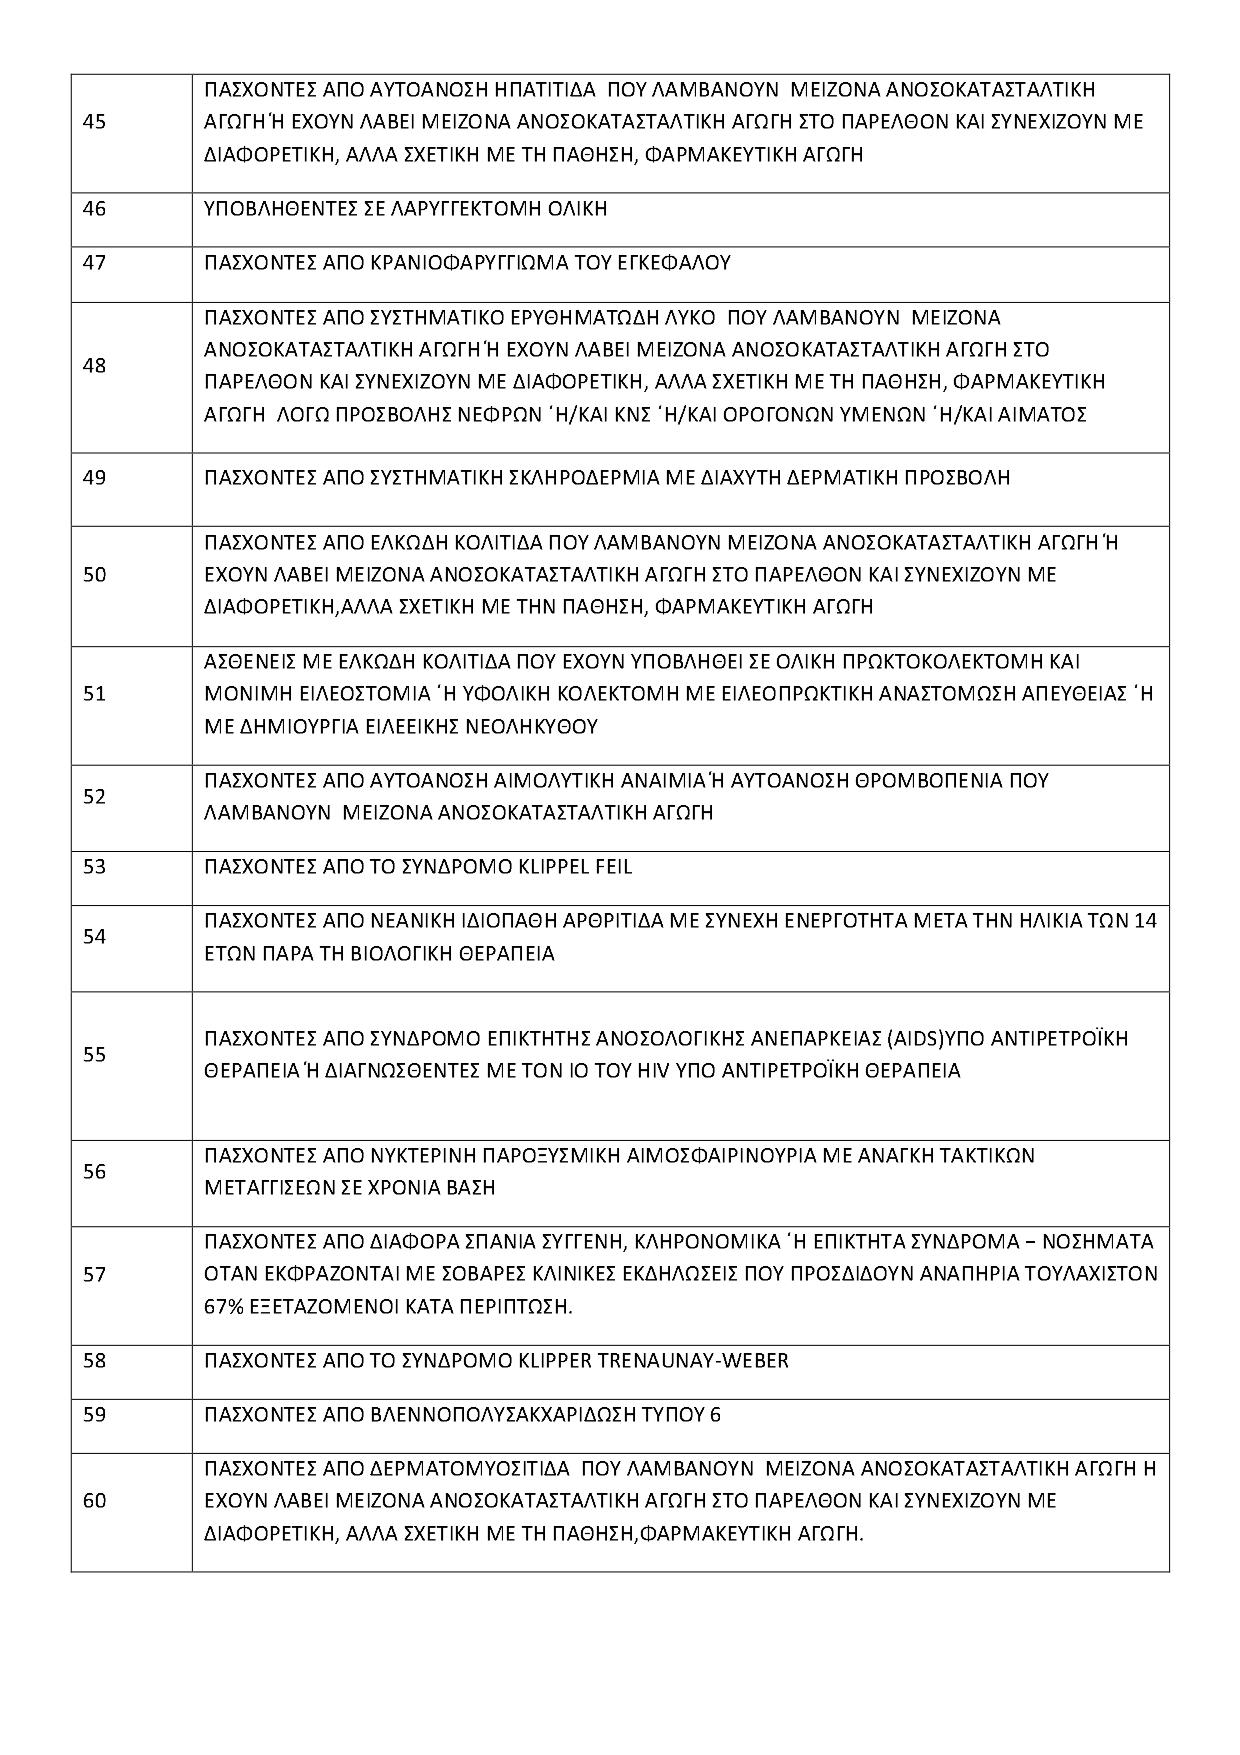 45
ΠΑΣΧΟΝΤΕΣ ΑΠΟ ΑΥΤΟΑΝΟΣΗ ΗΠΑΤΙΤΙΔΑ  ΠΟΥ ΛΑΜΒΑΝΟΥΝ  ΜΕΙΖΟΝΑ ΑΝΟΣΟΚΑΤΑΣΤΑΛΤΙΚΗ
ΑΓΩΓΗ Ή ΕΧΟΥΝ ΛΑΒΕΙ ΜΕΙΖΟΝΑ ΑΝΟΣΟΚΑΤΑΣΤΑΛΤΙΚΗ ΑΓΩΓΗ ΣΤΟ ΠΑΡΕΛΘΟΝ ΚΑΙ ΣΥΝΕΧΙΖΟΥΝ ΜΕ
ΔΙΑΦΟΡΕΤΙΚΗ, ΑΛΛΑ ΣΧΕΤΙΚΗ ΜΕ ΤΗ ΠΑΘΗΣΗ, ΦΑΡΜΑΚΕΥΤΙΚΗ ΑΓΩΓΗ
46
ΥΠΟΒΛΗΘΕΝΤΕΣ ΣΕ ΛΑΡΥΓΓΕΚΤΟΜΗ ΟΛΙΚΗ
47
ΠΑΣΧΟΝΤΕΣ ΑΠΟ ΚΡΑΝΙΟΦΑΡΥΓΓΙΩΜΑ ΤΟΥ ΕΓΚΕΦΑΛΟΥ
48
ΠΑΣΧΟΝΤΕΣ ΑΠΟ ΣΥΣΤΗΜΑΤΙΚΟ ΕΡΥΘΗΜΑΤΩΔΗ ΛΥΚΟ  ΠΟΥ ΛΑΜΒΑΝΟΥΝ  ΜΕΙΖΟΝΑ
ΑΝΟΣΟΚΑΤΑΣΤΑΛΤΙΚΗ ΑΓΩΓΗ Ή ΕΧΟΥΝ ΛΑΒΕΙ ΜΕΙΖΟΝΑ ΑΝΟΣΟΚΑΤΑΣΤΑΛΤΙΚΗ ΑΓΩΓΗ ΣΤΟ
ΠΑΡΕΛΘΟΝ ΚΑΙ ΣΥΝΕΧΙΖΟΥΝ ΜΕ ΔΙΑΦΟΡΕΤΙΚΗ, ΑΛΛΑ ΣΧΕΤΙΚΗ ΜΕ ΤΗ ΠΑΘΗΣΗ, ΦΑΡΜΑΚΕΥΤΙΚΗ
ΑΓΩΓΗ  ΛΟΓΩ ΠΡΟΣΒΟΛΗΣ ΝΕΦΡΩΝ ΄Η/ΚΑΙ ΚΝΣ ΄Η/ΚΑΙ ΟΡΟΓΟΝΩΝ ΥΜΕΝΩΝ ΄Η/ΚΑΙ ΑΙΜΑΤΟΣ
49
ΠΑΣΧΟΝΤΕΣ ΑΠΟ ΣΥΣΤΗΜΑΤΙΚΗ ΣΚΛΗΡΟΔΕΡΜΙΑ ΜΕ ΔΙΑΧΥΤΗ ΔΕΡΜΑΤΙΚΗ ΠΡΟΣΒΟΛΗ
50
ΠΑΣΧΟΝΤΕΣ ΑΠΟ ΕΛΚΩΔΗ ΚΟΛΙΤΙΔΑ ΠΟΥ ΛΑΜΒΑΝΟΥΝ ΜΕΙΖΟΝΑ ΑΝΟΣΟΚΑΤΑΣΤΑΛΤΙΚΗ ΑΓΩΓΗ Ή
ΕΧΟΥΝ ΛΑΒΕΙ ΜΕΙΖΟΝΑ ΑΝΟΣΟΚΑΤΑΣΤΑΛΤΙΚΗ ΑΓΩΓΗ ΣΤΟ ΠΑΡΕΛΘΟΝ ΚΑΙ ΣΥΝΕΧΙΖΟΥΝ ΜΕ
ΔΙΑΦΟΡΕΤΙΚΗ,ΑΛΛΑ ΣΧΕΤΙΚΗ ΜΕ ΤΗΝ ΠΑΘΗΣΗ, ΦΑΡΜΑΚΕΥΤΙΚΗ ΑΓΩΓΗ
51
ΑΣΘΕΝΕΙΣ ΜΕ ΕΛΚΩΔΗ ΚΟΛΙΤΙΔΑ ΠΟΥ ΕΧΟΥΝ ΥΠΟΒΛΗΘΕΙ ΣΕ ΟΛΙΚΗ ΠΡΩΚΤΟΚΟΛΕΚΤΟΜΗ ΚΑΙ
ΜΟΝΙΜΗ ΕΙΛΕΟΣΤΟΜΙΑ ΄Η ΥΦΟΛΙΚΗ ΚΟΛΕΚΤΟΜΗ ΜΕ ΕΙΛΕΟΠΡΩΚΤΙΚΗ ΑΝΑΣΤΟΜΩΣΗ ΑΠΕΥΘΕΙΑΣ ΄Η
ΜΕ ΔΗΜΙΟΥΡΓΙΑ ΕΙΛΕΕΙΚΗΣ ΝΕΟΛΗΚΥΘΟΥ
52
ΠΑΣΧΟΝΤΕΣ ΑΠΟ ΑΥΤΟΑΝΟΣΗ ΑΙΜΟΛΥΤΙΚΗ ΑΝΑΙΜΙΑ Ή ΑΥΤΟΑΝΟΣΗ ΘΡΟΜΒΟΠΕΝΙΑ ΠΟΥ
ΛΑΜΒΑΝΟΥΝ  ΜΕΙΖΟΝΑ ΑΝΟΣΟΚΑΤΑΣΤΑΛΤΙΚΗ ΑΓΩΓΗ
53
ΠΑΣΧΟΝΤΕΣ ΑΠΟ ΤΟ ΣΥΝΔΡΟΜΟ KLIPPEL FEIL
54
ΠΑΣΧΟΝΤΕΣ ΑΠΟ ΝΕΑΝΙΚΗ ΙΔΙΟΠΑΘΗ ΑΡΘΡΙΤΙΔΑ ΜΕ ΣΥΝΕΧΗ ΕΝΕΡΓΟΤΗΤΑ ΜΕΤΑ ΤΗΝ ΗΛΙΚΙΑ ΤΩΝ 14
ΕΤΩΝ ΠΑΡΑ ΤΗ ΒΙΟΛΟΓΙΚΗ ΘΕΡΑΠΕΙΑ
55
ΠΑΣΧΟΝΤΕΣ ΑΠΟ ΣΥΝΔΡΟΜΟ ΕΠΙΚΤΗΤΗΣ ΑΝΟΣΟΛΟΓΙΚΗΣ ΑΝΕΠΑΡΚΕΙΑΣ (AIDS)ΥΠΟ ΑΝΤΙΡΕΤΡΟΪΚΗ
ΘΕΡΑΠΕΙΑ Ή ΔΙΑΓΝΩΣΘΕΝΤΕΣ ΜΕ ΤΟΝ ΙΟ ΤΟΥ HIV ΥΠΟ ΑΝΤΙΡΕΤΡΟΪΚΗ ΘΕΡΑΠΕΙΑ
56
ΠΑΣΧΟΝΤΕΣ ΑΠΟ ΝΥΚΤΕΡΙΝΗ ΠΑΡΟΞΥΣΜΙΚΗ ΑΙΜΟΣΦΑΙΡΙΝΟΥΡΙΑ ΜΕ ΑΝΑΓΚΗ ΤΑΚΤΙΚΩΝ
ΜΕΤΑΓΓΙΣΕΩΝ ΣΕ ΧΡΟΝΙΑ ΒΑΣΗ
57
ΠΑΣΧΟΝΤΕΣ ΑΠΟ ΔΙΑΦΟΡΑ ΣΠΑΝΙΑ ΣΥΓΓΕΝΗ, ΚΛΗΡΟΝΟΜΙΚΑ ΄Η ΕΠΙΚΤΗΤΑ ΣΥΝΔΡΟΜΑ – ΝΟΣΗΜΑΤΑ
ΟΤΑΝ ΕΚΦΡΑΖΟΝΤΑΙ ΜΕ ΣΟΒΑΡΕΣ ΚΛΙΝΙΚΕΣ ΕΚΔΗΛΩΣΕΙΣ ΠΟΥ ΠΡΟΣΔΙΔΟΥΝ ΑΝΑΠΗΡΙΑ ΤΟΥΛΑΧΙΣΤΟΝ
67% ΕΞΕΤΑΖΟΜΕΝΟΙ ΚΑΤΑ ΠΕΡΙΠΤΩΣΗ.
58
ΠΑΣΧΟΝΤΕΣ ΑΠΟ ΤΟ ΣΥΝΔΡΟΜΟ KLIPPER TRENAUNAY-WEBER
59
ΠΑΣΧΟΝΤΕΣ ΑΠΟ ΒΛΕΝΝΟΠΟΛΥΣΑΚΧΑΡΙΔΩΣΗ ΤΥΠΟΥ 6
60
ΠΑΣΧΟΝΤΕΣ ΑΠΟ ΔΕΡΜΑΤΟΜΥΟΣΙΤΙΔΑ  ΠΟΥ ΛΑΜΒΑΝΟΥΝ  ΜΕΙΖΟΝΑ ΑΝΟΣΟΚΑΤΑΣΤΑΛΤΙΚΗ ΑΓΩΓΗ Η
ΕΧΟΥΝ ΛΑΒΕΙ ΜΕΙΖΟΝΑ ΑΝΟΣΟΚΑΤΑΣΤΑΛΤΙΚΗ ΑΓΩΓΗ ΣΤΟ ΠΑΡΕΛΘΟΝ ΚΑΙ ΣΥΝΕΧΙΖΟΥΝ ΜΕ
ΔΙΑΦΟΡΕΤΙΚΗ, ΑΛΛΑ ΣΧΕΤΙΚΗ ΜΕ ΤΗ ΠΑΘΗΣΗ,ΦΑΡΜΑΚΕΥΤΙΚΗ ΑΓΩΓΗ.